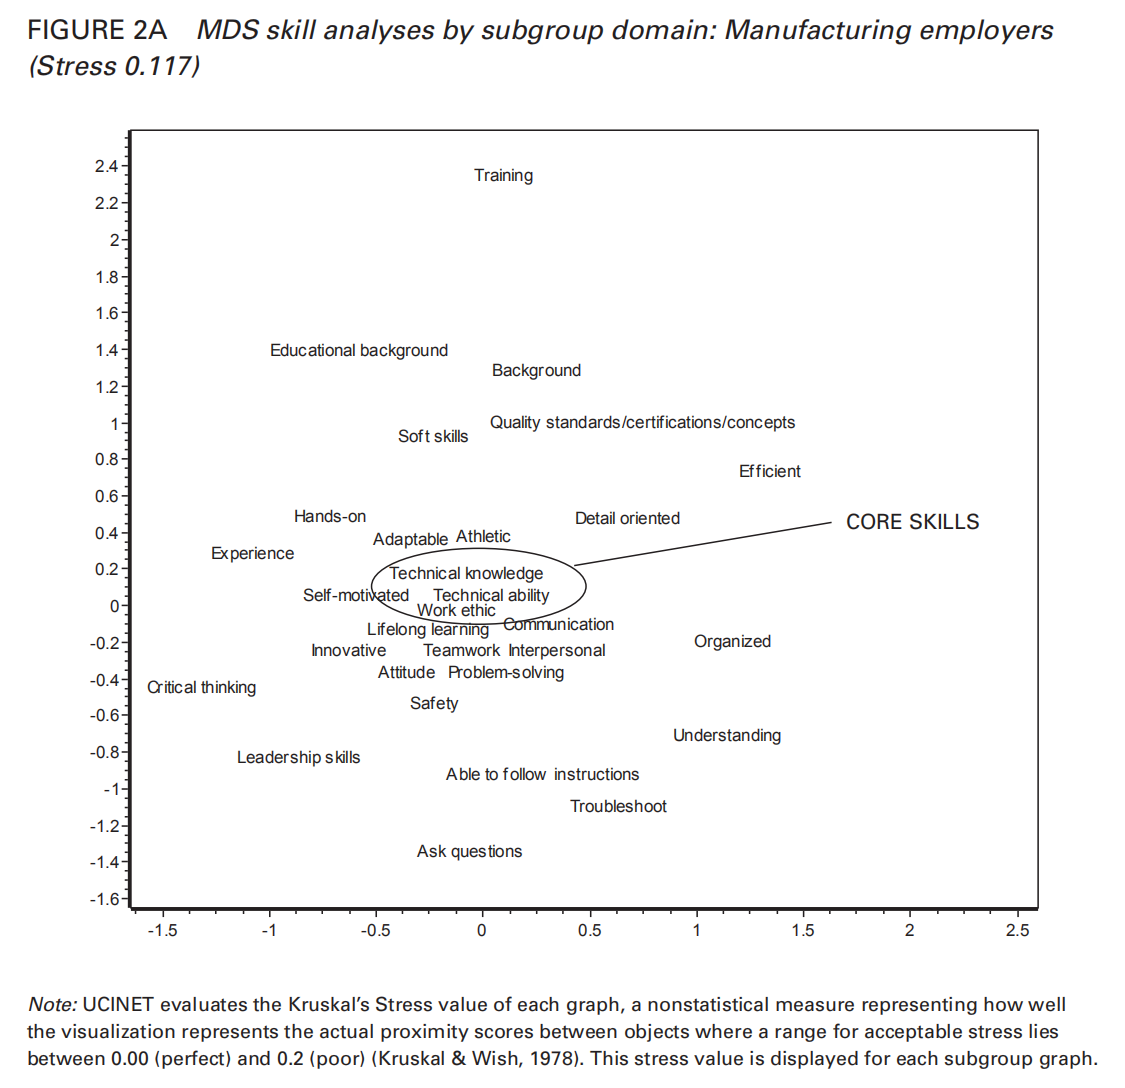 FIGURE 2A MDS skill analyses by subgroup domain: Manufacturing employers
(Stress 0.117)
2.4
Training
2.2
2
1.8
1.6
1.4
Educational background
Background
1.2
1
Quality standards/certifications/concepts
Soft skills
0.8
Efficient
0.6
Hands-on
Detail oriented
CORE SKILLS
0.4
Adaptable Athletic
Experience
0.2
Technical knowledge
Self-motivated Technical ability
0
Work ethic
Communication
Lifelong learning
-0.2
Organized
Innovative Teamwork Interpersonal
Attitude Problem-solving
-0.4
Critical thinking
Safety
-0.6
Understanding
-0.8
Leadership skills
Able to follow instructions
-1
Troubleshoot
-1.2
Ask questions
-1.4
-1.6
-1.5 -1 -0.5 0 0.5 1 1.5 2 2.5
Note: UCINET evaluates the Kruskal's Stress value of each graph, a nonstatistical measure representing how well
the visualization represents the actual proximity scores between objects where a range for acceptable stress lies
between 0.00 (perfect) and 0.2 (poor) (Kruskal & Wish, 1978). This stress value is displayed for each subgroup graph.